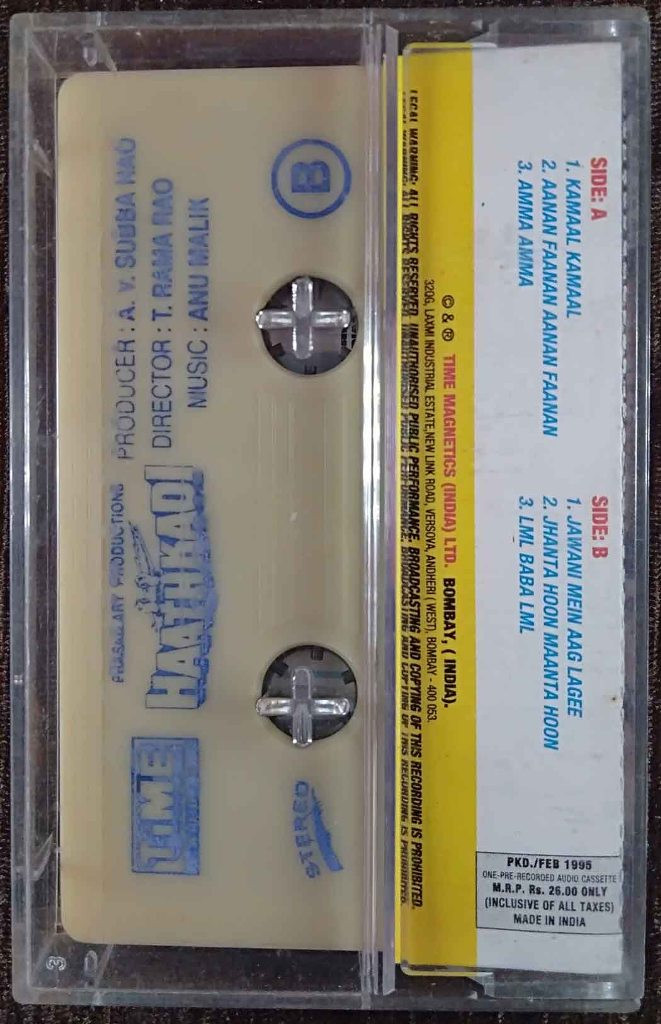 SIDE: A
1. KAMAAL KAMAAL
2. AANAN FAANAN AANAN FAANAN
3. AMMA AMMA
SIDE: B
1. JAWANI MEIN AAG LAGEE
2. JHANTA HOON MAANTA HOON
3. LML BABA LML
PKD./FEB 1995
ONE-PRE-RECORDED AUDIO CASSETTE
M.R.P. Rs. 26.00 ONLY
(INCLUSIVE OF ALL TAXES)
MADE IN INDIA
© & ® TIME MAGNETICS (INDIA) LTD. BOMBAY, ( INDIA).
320G, LAXMI INDUSTRIAL ESTATE, NEW LINK ROAD, VERSOVA, ANDHERI ( WEST), BOMBAY - 400 053.
LEGAL WARNING: ALL RIGHTS RESERVED. UNAUTHORISED PUBLIC PERFORMANCE, BROADCASTING AND COPYING OF THIS RECORDING IS PROHIBITED.
B
STEREO
PRODUCER : A. V. SUBBA RAO
DIRECTOR : T. RAMA RAO
MUSIC : ANU MALIK
PRODUCTIONS
HAATHKADI
TIME
3